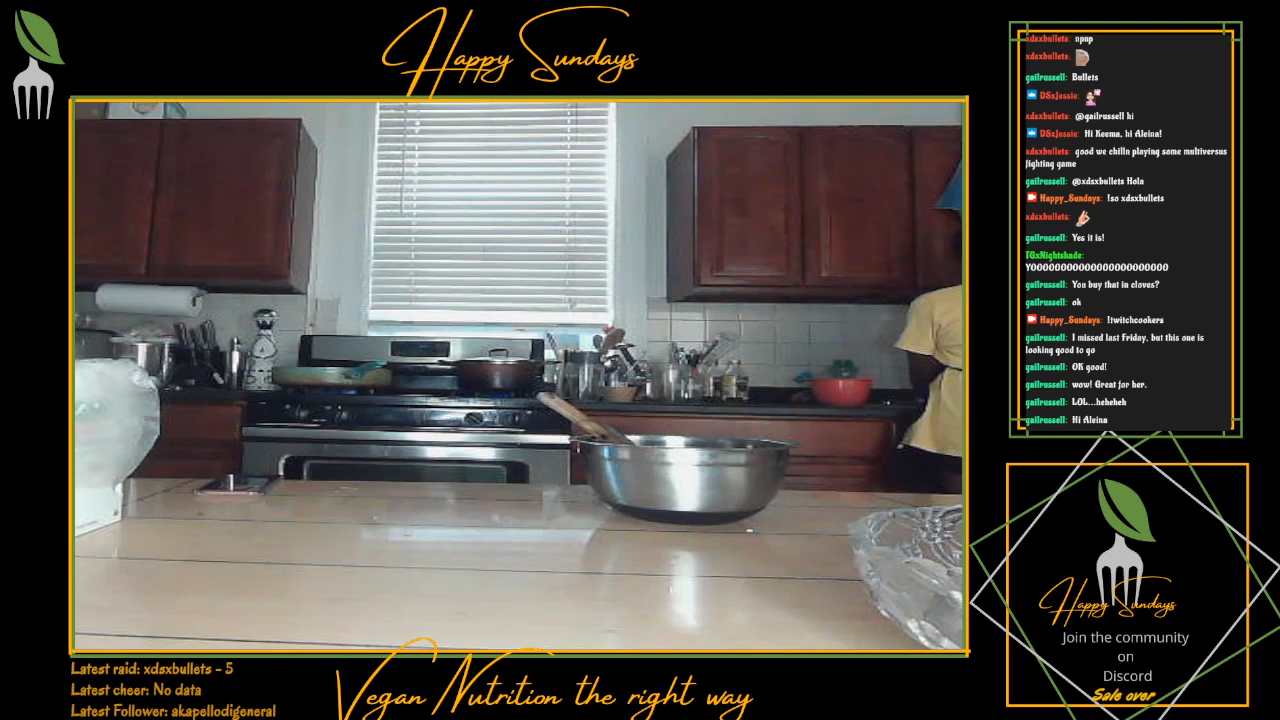 Happy Sundays
xdsxbullets: npnp
xdsxbullets:
gailrussell: Bullets
DSxJessie:
xdsxbullets: @gailrussell hi
DSxJessie: Hi Keema, hi Aleina!
xdsxbullets: good we chilln playing some multiversus
fighting game
gailrussell: @xdsxbullets Hola
Happy_Sundays: !so xdsxbullets
xdsxbullets:
gailrussell: Yes it is!
TGxNightshade:
YOOOOOOOOOOOOOOOOOOOOOOO
gailrussell: You buy that in cloves?
gailrussell: ok
Happy_Sundays: !twitchcookers
gailrussell: I missed last Friday, but this one is
looking good to go
gailrussell: OK good!
gailrussell: wow! Great for her.
gailrussell: LOL...heheheh
gailrussell: Hi Aleina
Happy Sundays
Join the community
on
Discord
Sale over
Latest raid: xdsxbullets - 5
Latest cheer: No data
Latest Follower: akapellodigeneral
Vegan Nutrition the right way